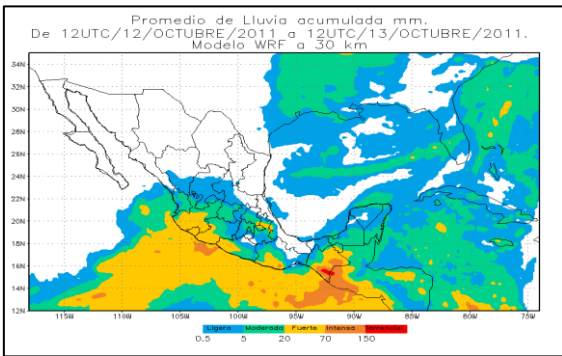 Promedio de Lluvia acumulada mm.
De 12UTC/12/OCTUBRE/2011 a 12UTC/13/OCTUBRE/2011.
Modelo WRF a 30 km
34N
32N
30N
28N
26N
24N
22N
20N
18N
16N
14N
12N
115W 110W 105W 100W 95W 90W 85W 80W 75W
Ligera Moderada Fuerte Intensa Torrencial
0.5 5 20 70 150